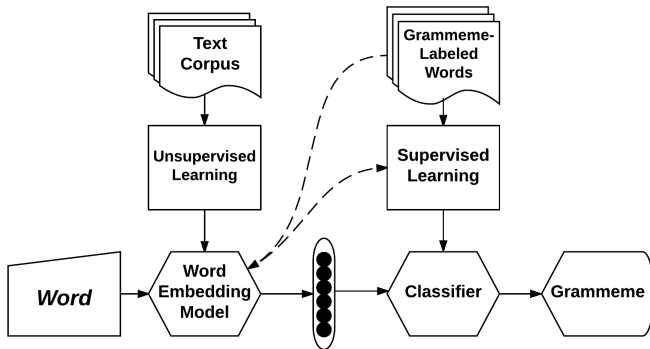 Text
Corpus
Grammeme-
Labeled
Words
Unsupervised
Learning
Supervised
Learning
Word
Word
Embedding
Model
Classifier
Grammeme